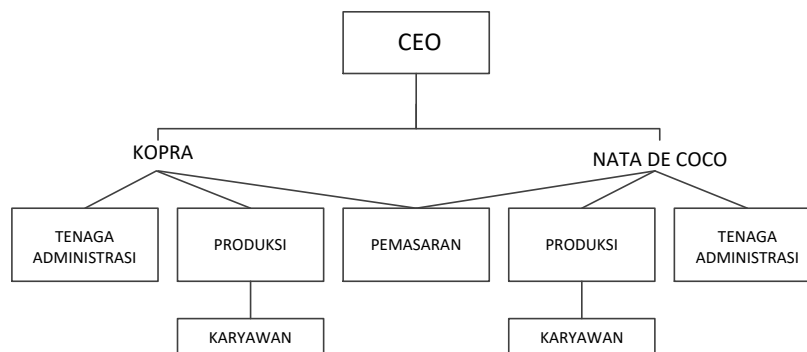 CEO
KOPRA
NATA DE COCO
TENAGA
ADMINISTRASI
PRODUKSI
PEMASARAN
PRODUKSI
TENAGA
ADMINISTRASI
KARYAWAN
KARYAWAN